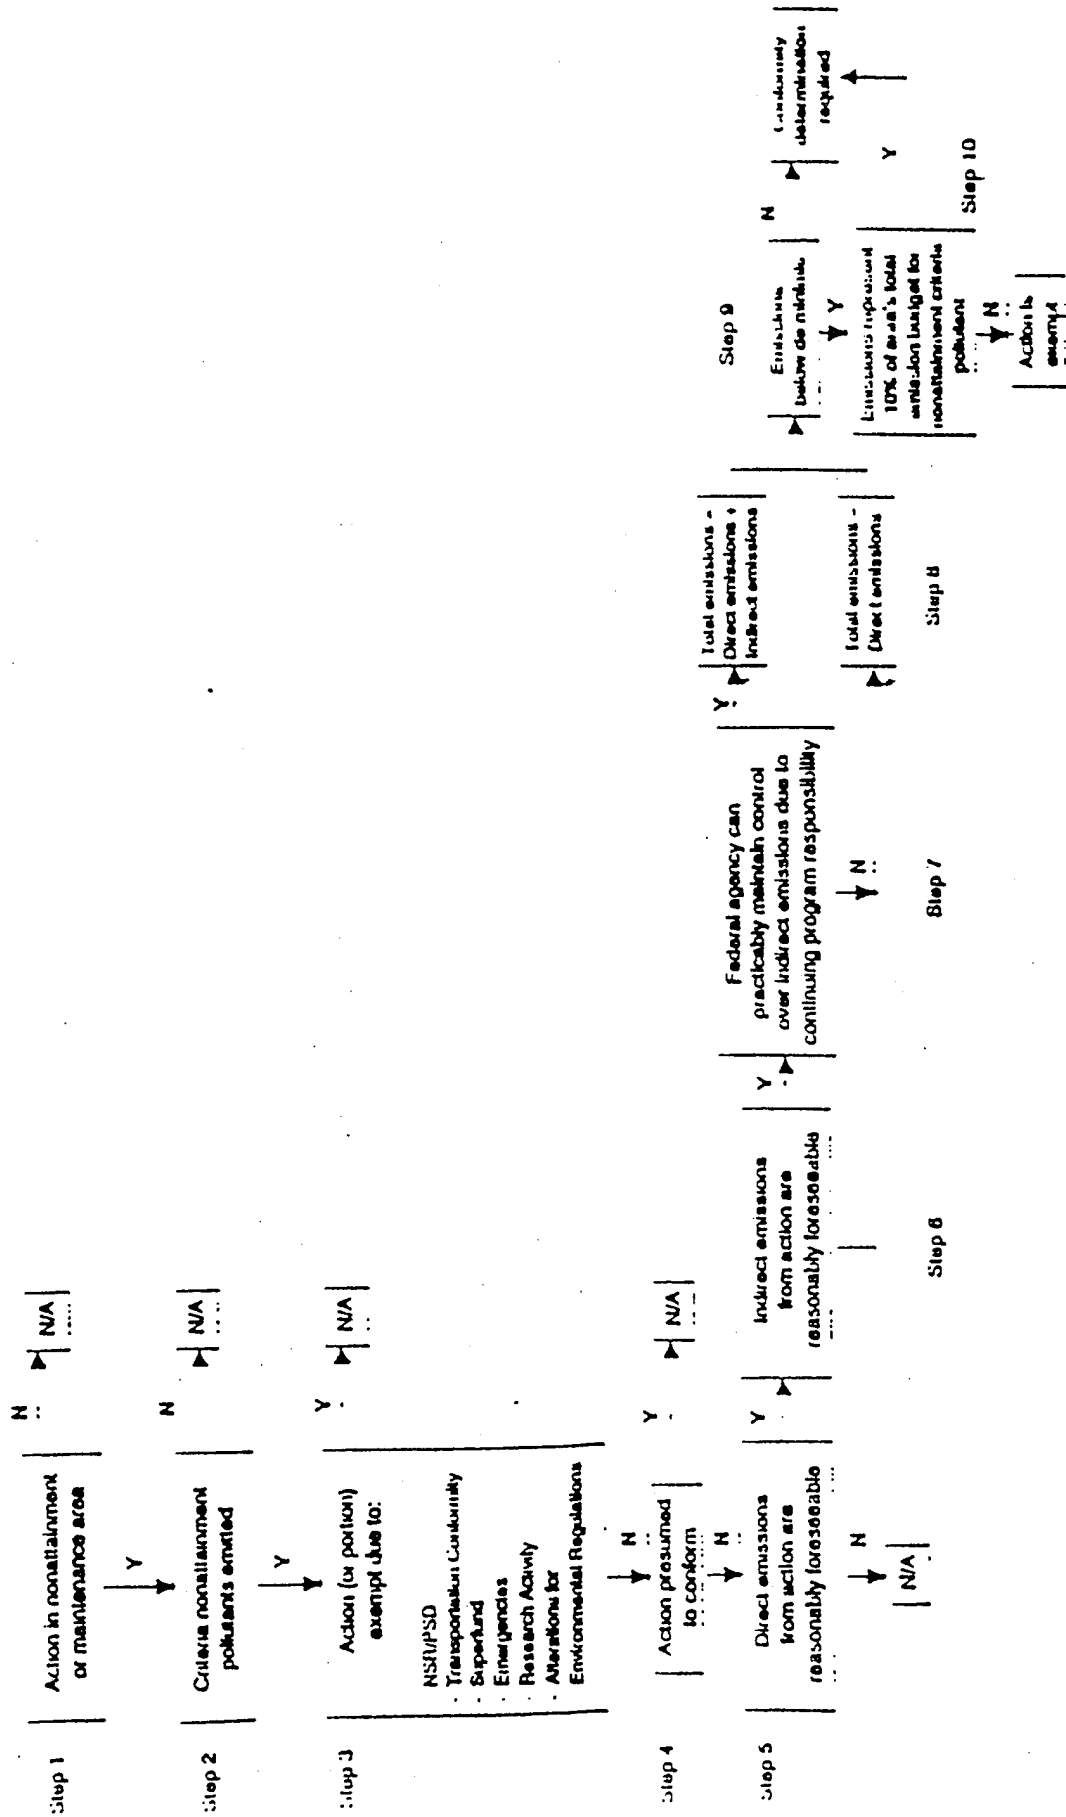 Step 1
Action in nonattainment
or maintenance area
N
N/A
Y
Step 2
Criteria nonattainment
pollutants emitted
N
N/A
Y
Step 3
Action (or portion)
exempt due to:
NSR/PSD
- Transportation Conformity
- Superfund
- Emergencies
- Research Activity
- Alterations for
Environmental Regulations
Y
N/A
N
Step 4
Action presumed
to conform
Y
N/A
N
Step 5
Direct emissions
from action are
reasonably foreseeable
N
N/A
Y
Indirect emissions
from action are
reasonably foreseeable
Step 6
Y
Federal agency can
practicably maintain control
over indirect emissions due to
continuing program responsibility
N
Step 7
Y
Total emissions =
Direct emissions +
Indirect emissions
Total emissions =
Direct emissions
Step 8
Step 9
Emissions
below de minimis
N
Conformity
determination
required
Y
Emissions represent
10% of area's total
emission budget for
nonattainment criteria
pollutant
Y
Step 10
N
Action is
exempt